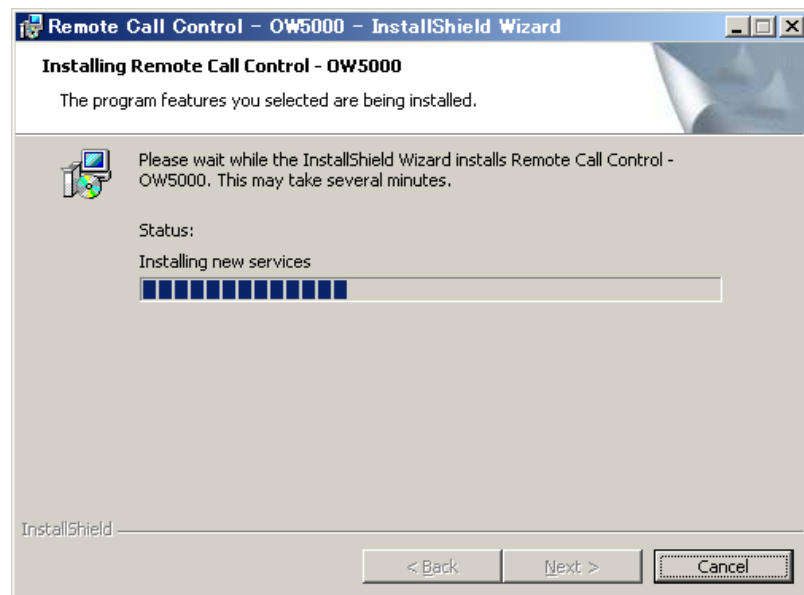 Remote Call Control - OW5000 - InstallShield Wizard
Installing Remote Call Control - OW5000
The program features you selected are being installed.
Please wait while the InstallShield Wizard installs Remote Call Control -
OW5000. This may take several minutes.
Status:
Installing new services
InstallShield
< Back
Next >
Cancel